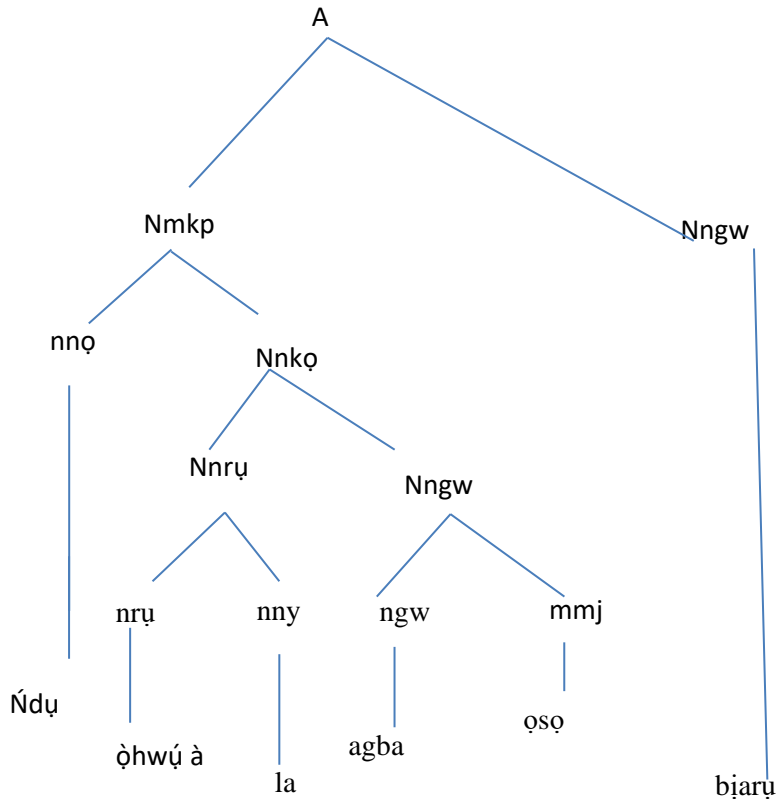 A
Nmkp
Nngw
nnọ
Nnkọ
Nnrụ
Nngw
nrụ
nny
ngw
mmj
Ńdụ
ọ̀hwụ́ à
la
agba
ọsọ
bịarụ